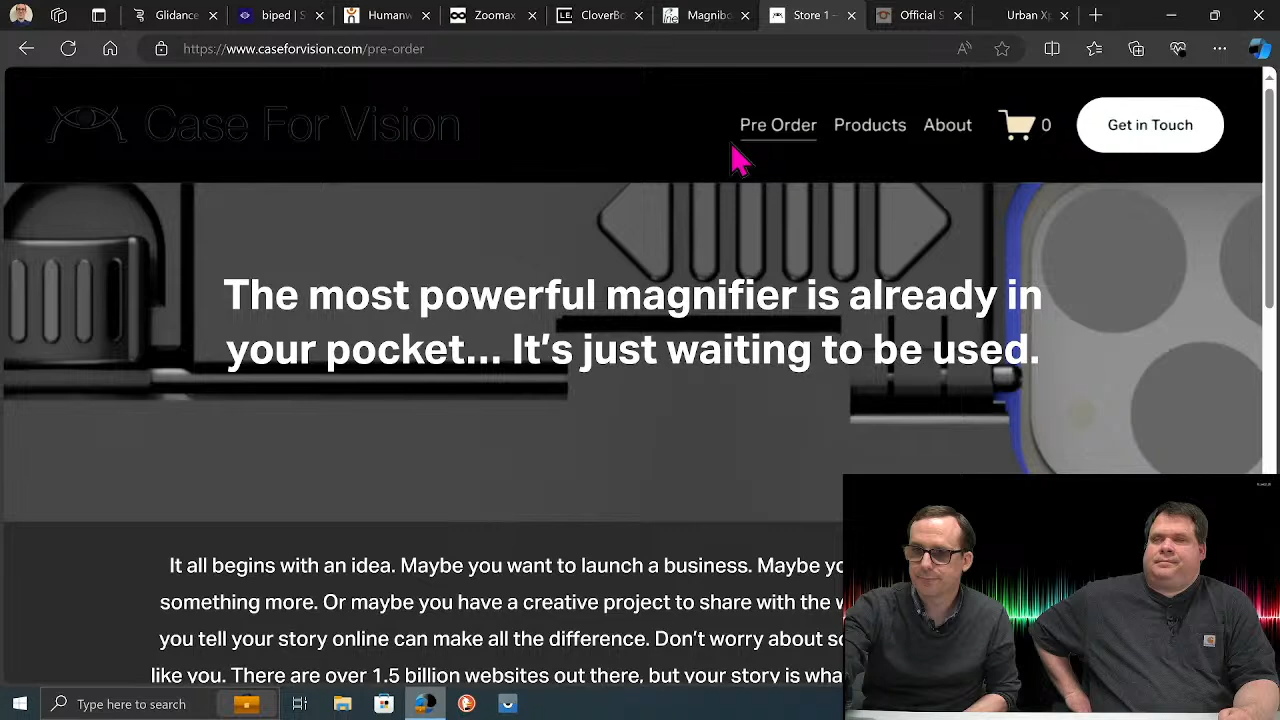 Glidanc
biped | S
Humanw
Zooma
LEA
CloverBo
Magnibo
Store 1 –
Official S
Urban Xp
https://www.caseforvision.com/pre-order
Case For Vision
Pre Order
Products
About
0
Get in Touch
The most powerful magnifier is already in
your pocket... It's just waiting to be used.
It all begins with an idea. Maybe you want to launch a business. Maybe yo
something more. Or maybe you have a creative project to share with the w
you tell your story online can make all the difference. Don't worry about so
like you. There are over 1.5 billion websites out there, but your story is wha
Type here to search